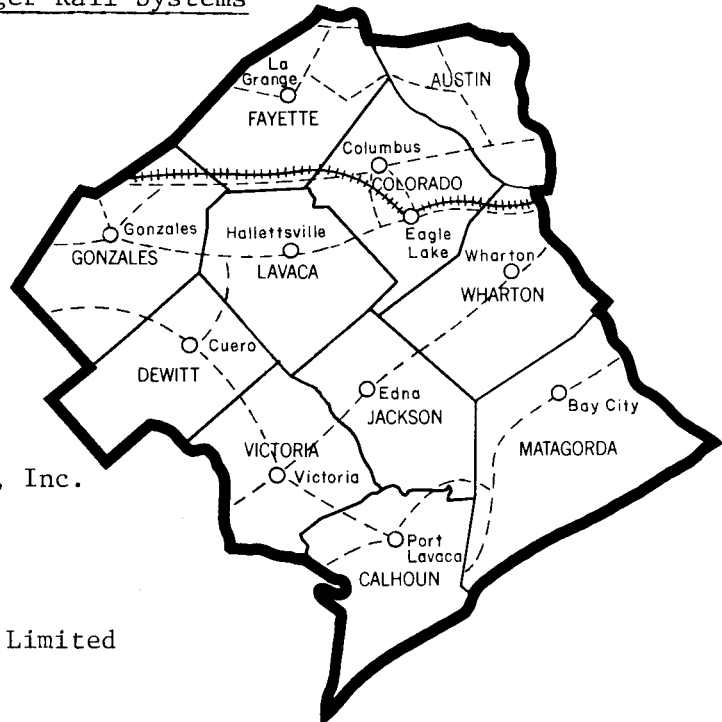 ger Rail Systems
La
Grange
FAYETTE
AUSTIN
Columbus
COLORADO
Eagle
Lake
Gonzales
GONZALES
Hallettsville
LAVACA
Wharton
WHARTON
Cuero
DEWITT
Edna
JACKSON
Bay City
MATAGORDA
VICTORIA
Victoria
, Inc.
Port
Lavaca
CALHOUN
Limited